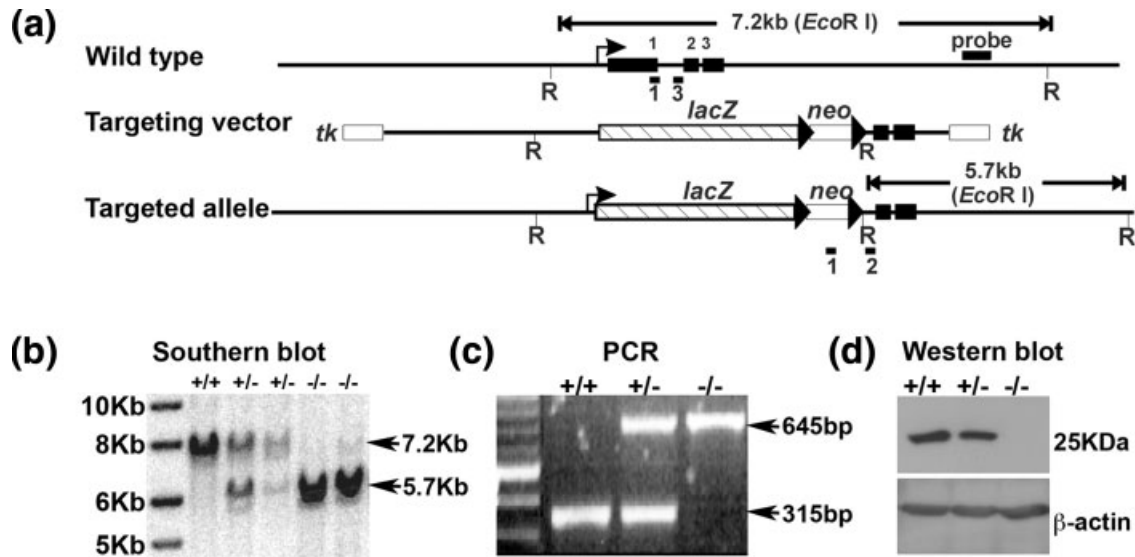 (a)
7.2kb (EcoR I)
Wild type
1 2 3
probe
R 1 3 R
Targeting vector
tk lacZ neo tk
R R
5.7kb
(EcoR I)
Targeted allele
lacZ neo
R R R
1 2
(b) Southern blot
+/+ +/- +/- -/- -/-
10Kb
8Kb
6Kb
5Kb
7.2Kb
5.7Kb
(c) PCR
+/+ +/- -/-
645bp
315bp
(d) Western blot
+/+ +/- -/-
25KDa
β-actin